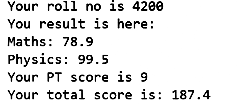 Your roll no is 4200
You result is here:
Maths: 78.9
Physics: 99.5
Your PT score is 9
Your total score is: 187.4